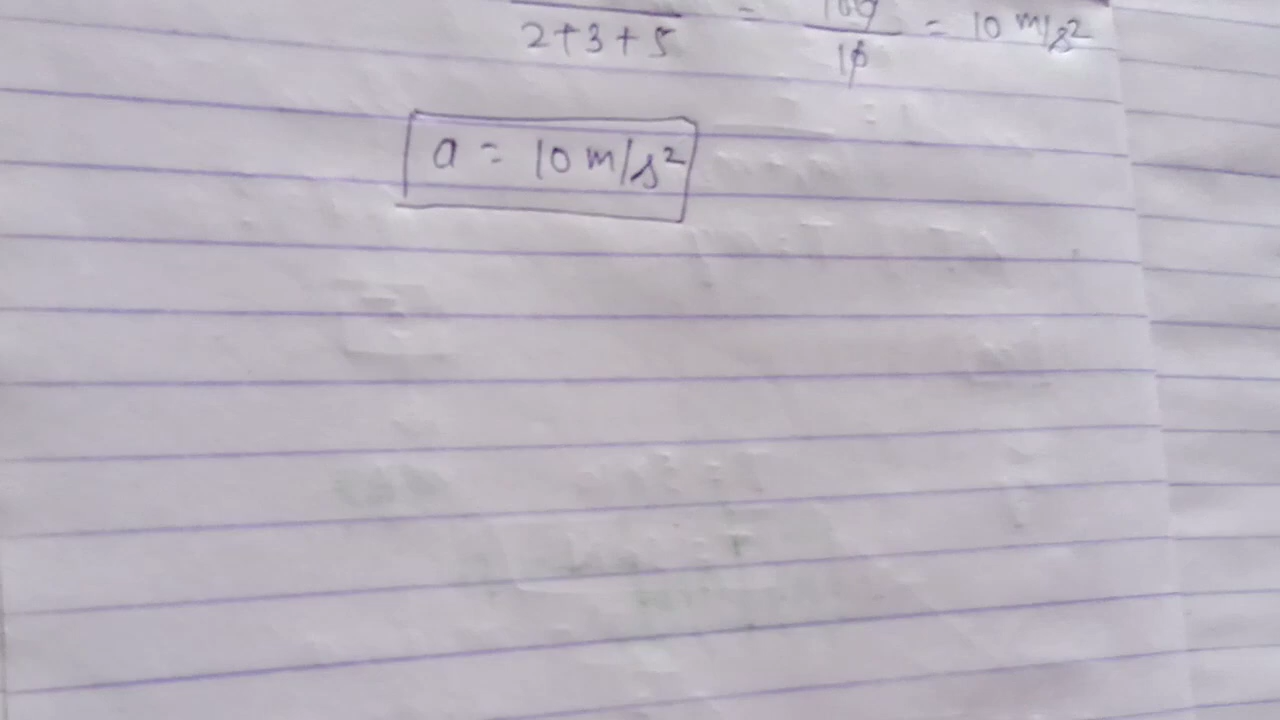 2+3+5 = 100/10 = 10 m/s²
a = 10 m/s²